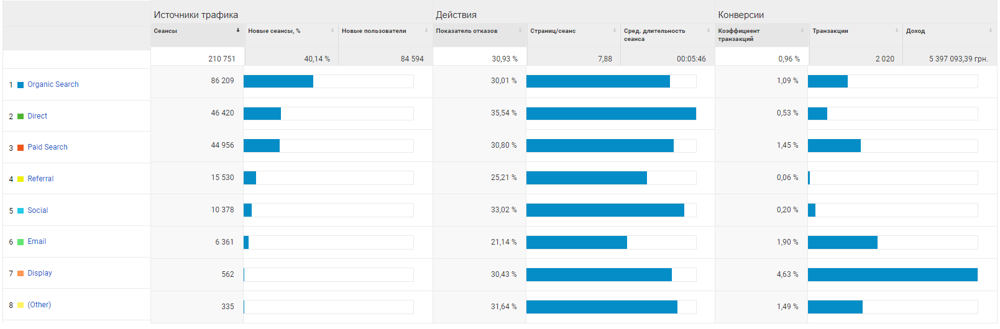 Источники трафика Действия Конверсии
Сеансы Новые сеансы, % Новые пользователи Показатель отказов Страниц/сеанс Сред. длительность сеанса Коэффициент транзакций Транзакции Доход
210 751 40,14 % 84 594 30,93 % 7,88 00:05:46 0,96 % 2 020 5 397 093,39 грн.
1 Organic Search 86 209 30,01 % 1,09 %
2 Direct 46 420 35,54 % 0,53 %
3 Paid Search 44 956 30,80 % 1,45 %
4 Referral 15 530 25,21 % 0,06 %
5 Social 10 378 33,02 % 0,20 %
6 Email 6 361 21,14 % 1,90 %
7 Display 562 30,43 % 4,63 %
8 (Other) 335 31,64 % 1,49 %